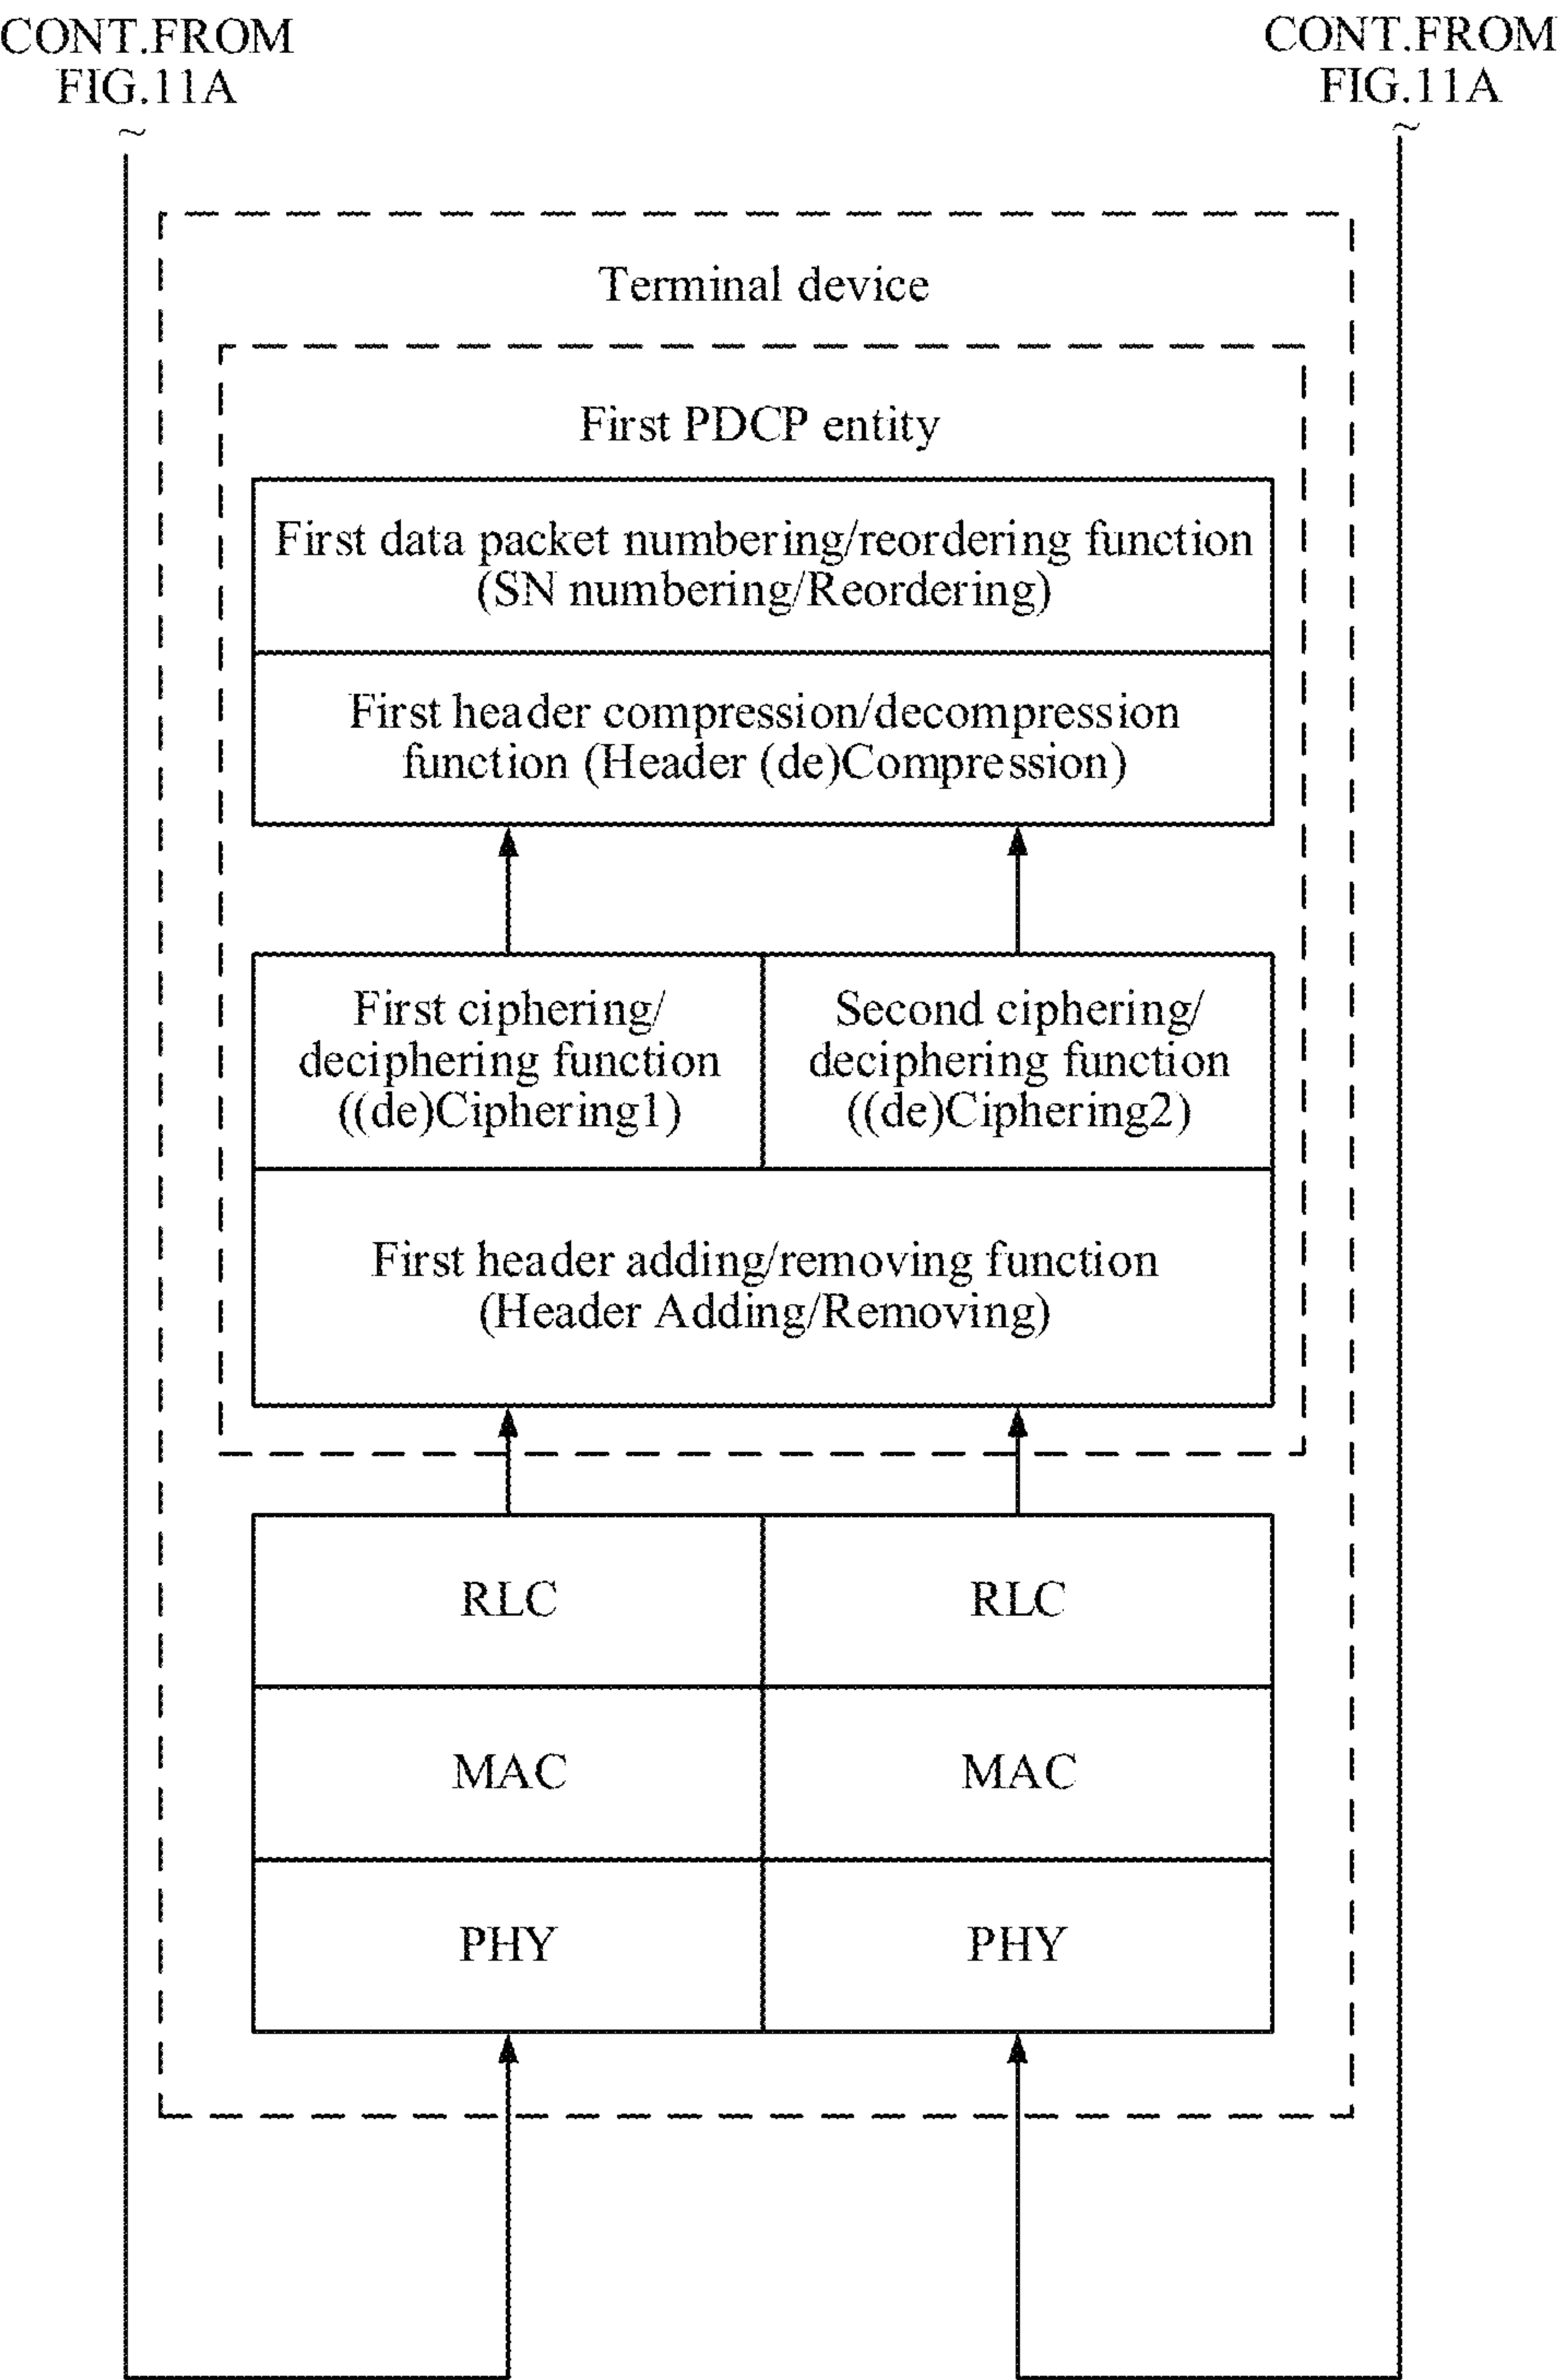 CONT.FROM
FIG.11A
CONT.FROM
FIG.11A
~
~
Terminal device
First PDCP entity
First data packet numbering/reordering function
(SN numbering/Reordering)
First header compression/decompression
function (Header (de)Compression)
First ciphering/
deciphering function
((de)Ciphering1)
Second ciphering/
deciphering function
((de)Ciphering2)
First header adding/removing function
(Header Adding/Removing)
RLC
RLC
MAC
MAC
PHY
PHY